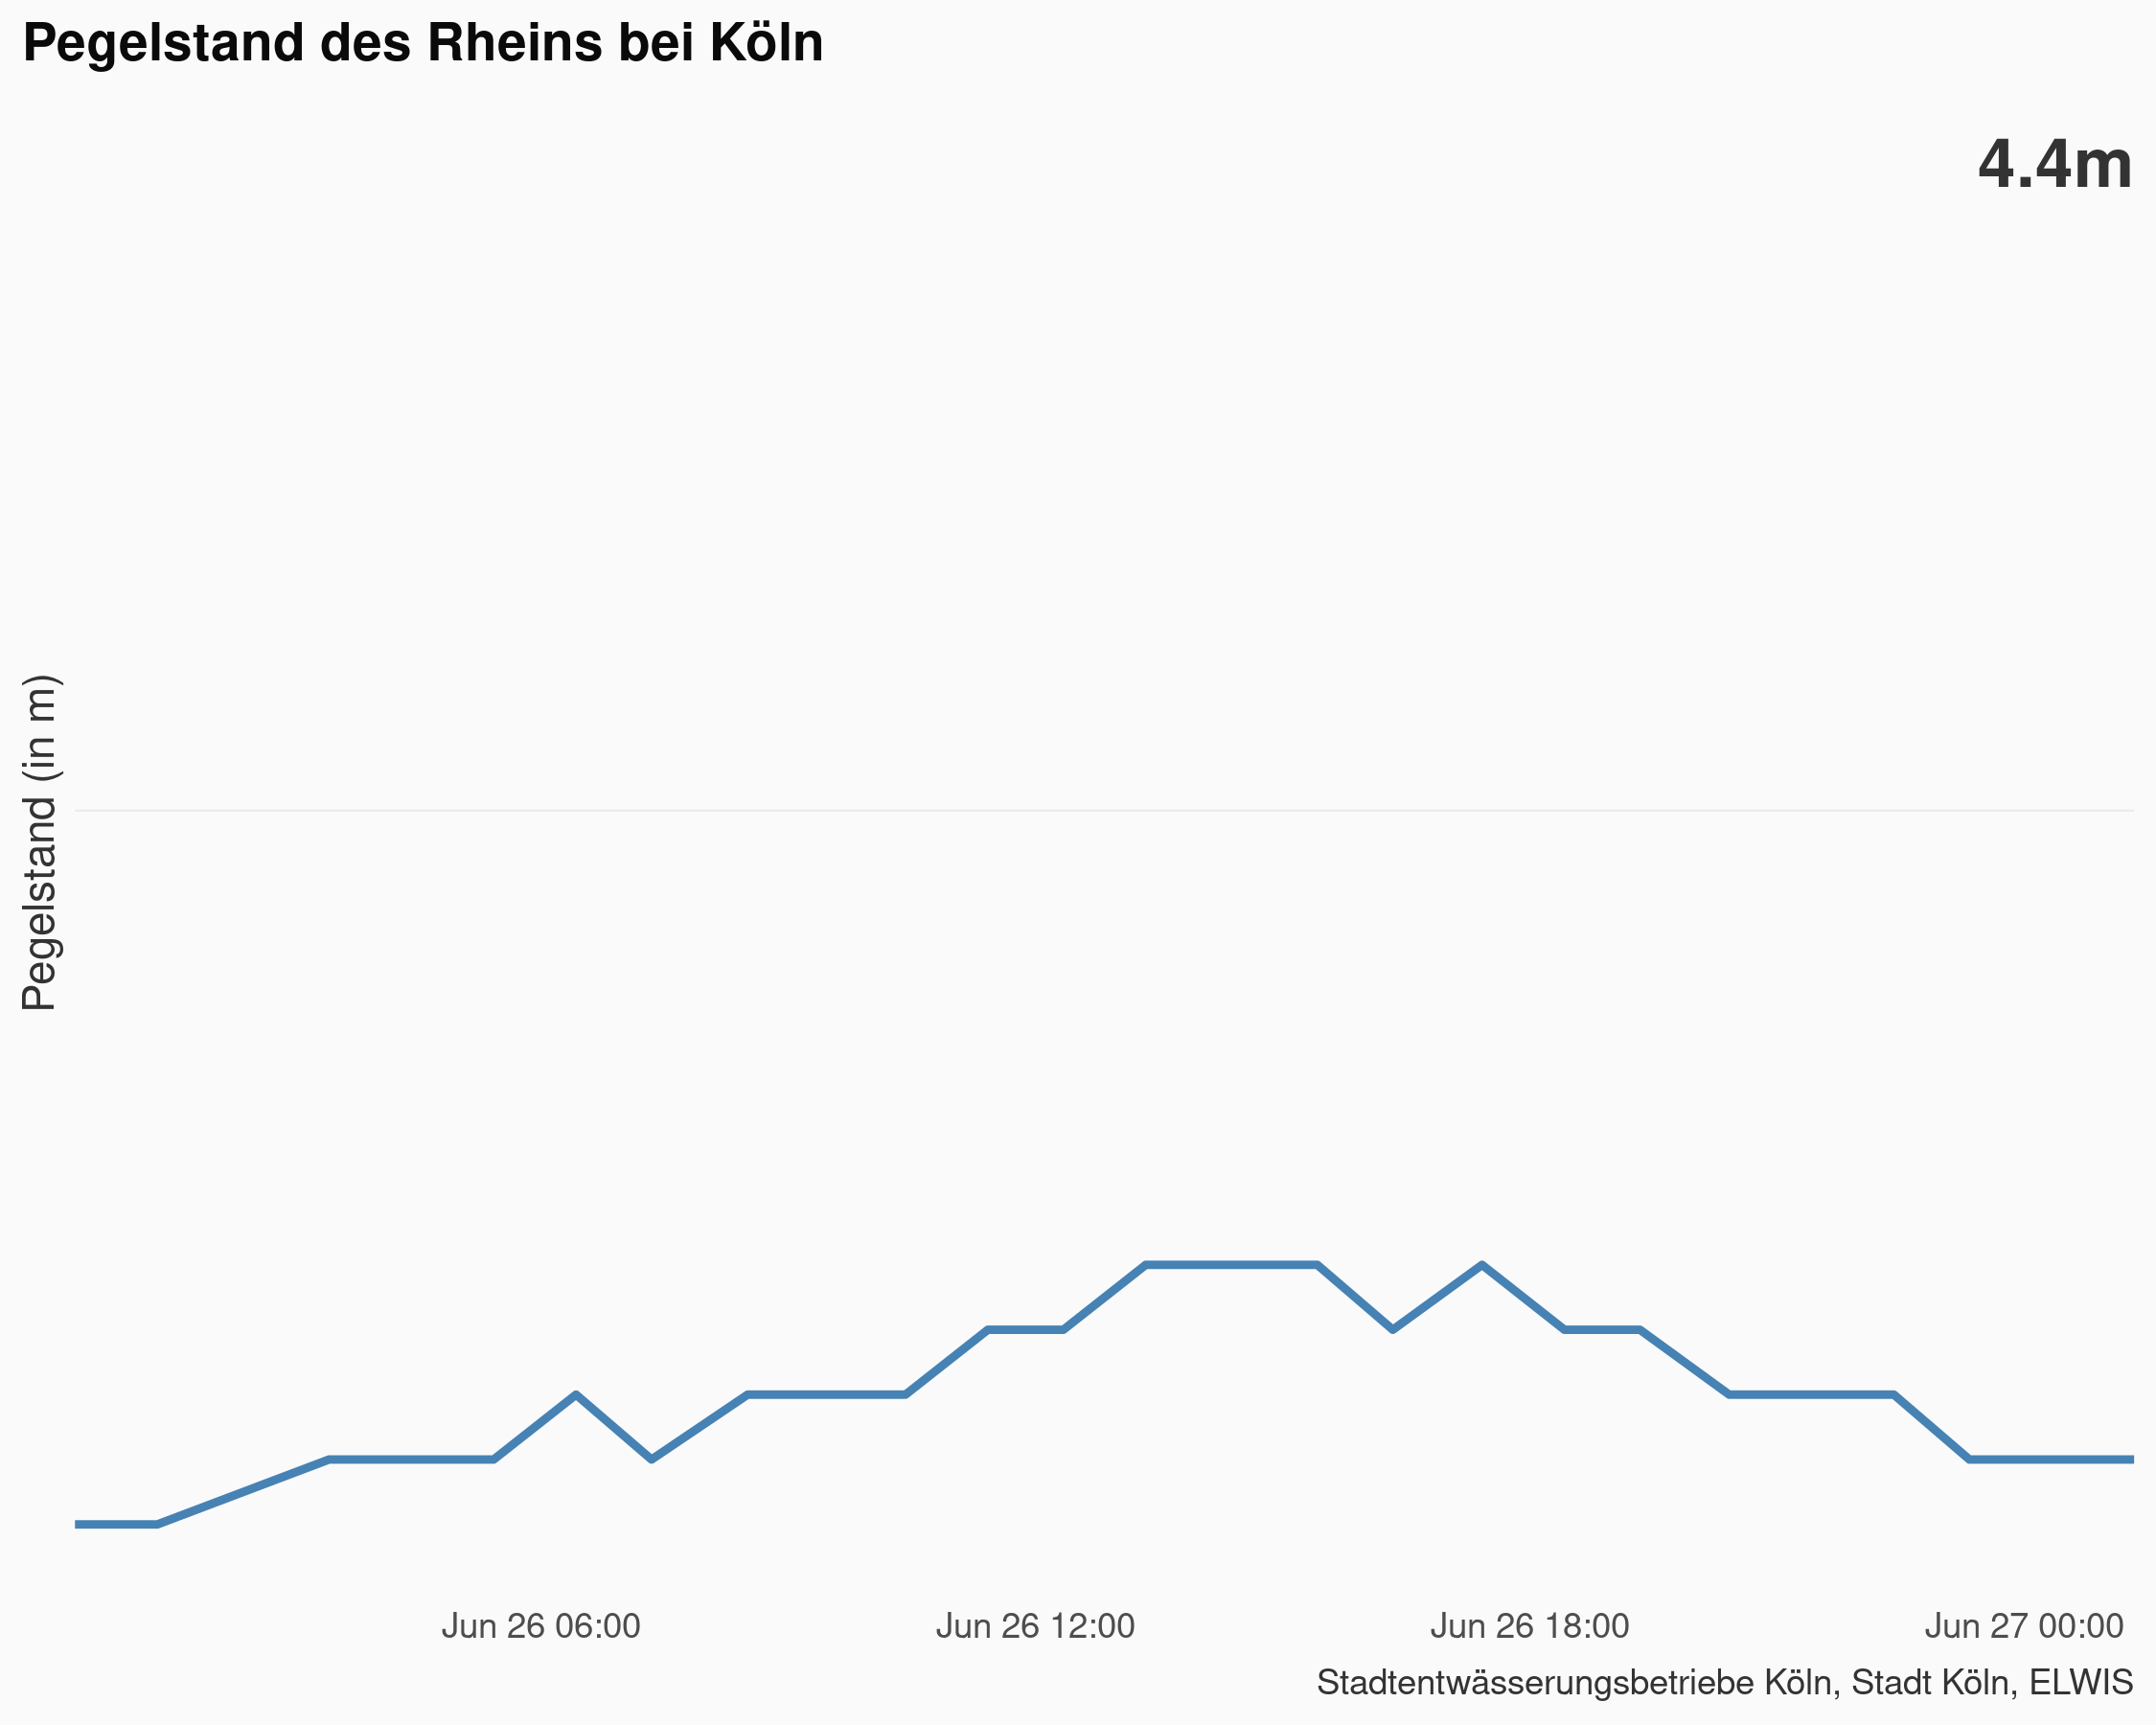 Pegelstand des Rheins bei Köln
4.4m
Pegelstand (in m)
Jun 26 06:00
Jun 26 12:00
Jun 26 18:00
Jun 27 00:00
Stadtentwässerungsbetriebe Köln, Stadt Köln, ELWIS